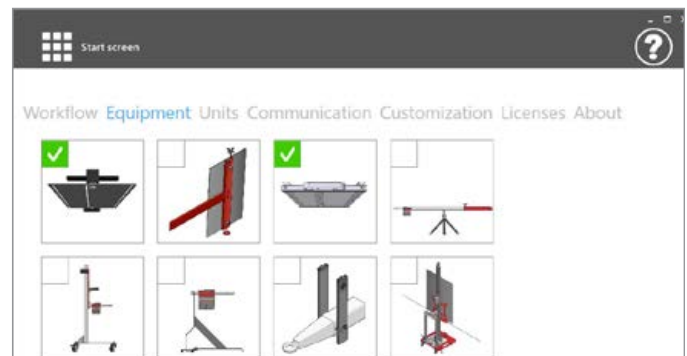 Start screen
?
Workflow Equipment Units Communication Customization Licenses About